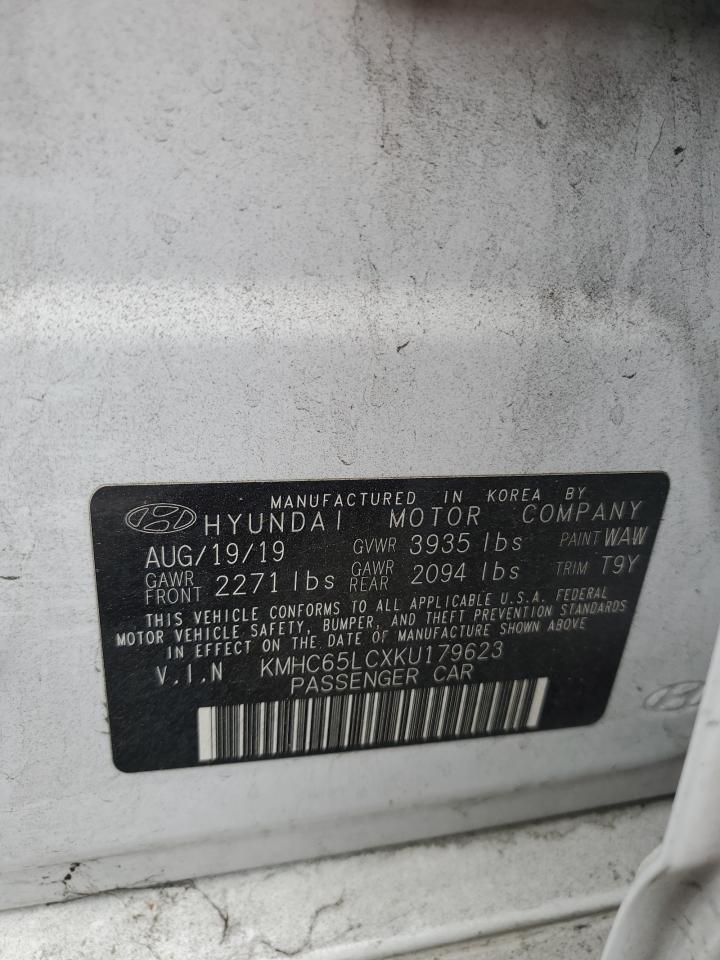 MANUFACTURED IN KOREA BY
HYUNDAI MOTOR COMPANY
AUG/19/19 GVWR 3935 lbs PAINT WAW
GAWR FRONT 2271 lbs GAWR REAR 2094 lbs TRIM T9Y
THIS VEHICLE CONFORMS TO ALL APPLICABLE U.S.A. FEDERAL
MOTOR VEHICLE SAFETY, BUMPER, AND THEFT PREVENTION STANDARDS
IN EFFECT ON THE DATE OF MANUFACTURE SHOWN ABOVE
V.I.N KMHC65LCXKU179623
PASSENGER CAR